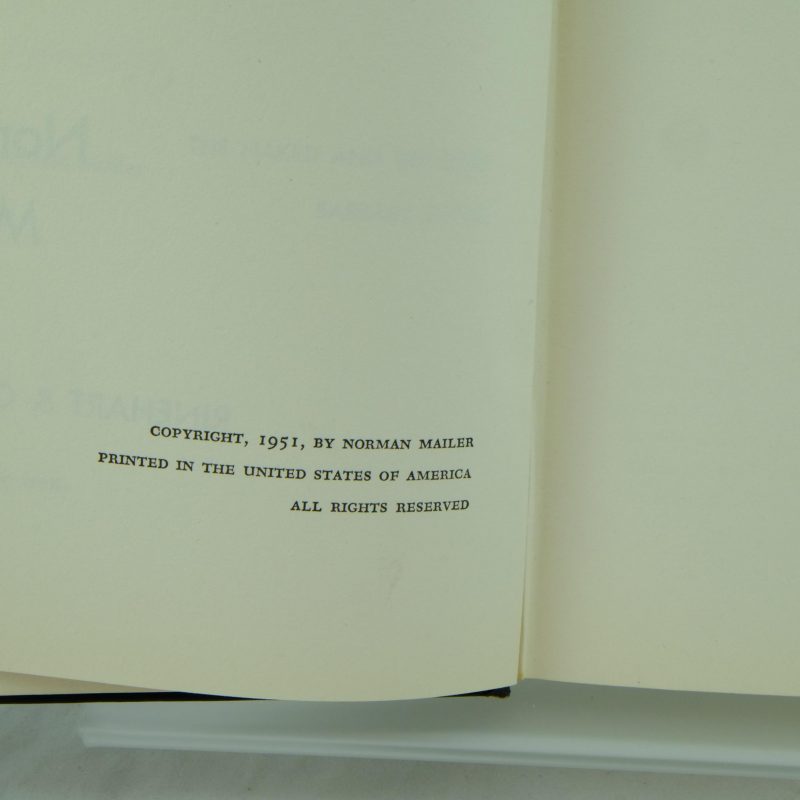 COPYRIGHT, 1951, BY NORMAN MAILER
PRINTED IN THE UNITED STATES OF AMERICA
ALL RIGHTS RESERVED